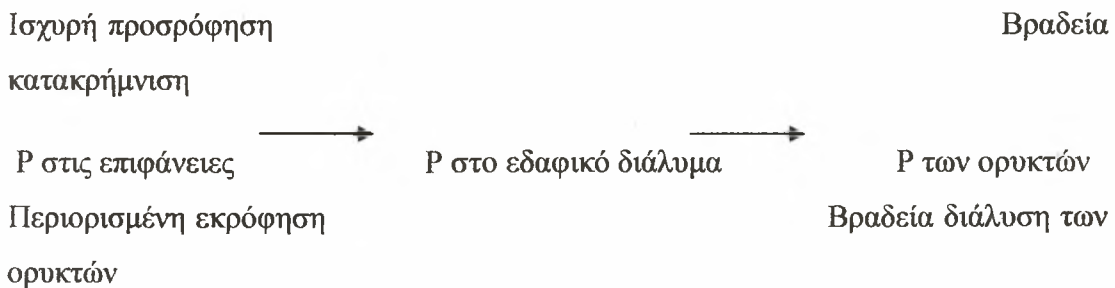 Ισχυρή προσρόφηση Βραδεία
κατακρήμνιση
P στις επιφάνειες P στο εδαφικό διάλυμα P των ορυκτών
Περιορισμένη εκρόφηση Βραδεία διάλυση των
ορυκτών